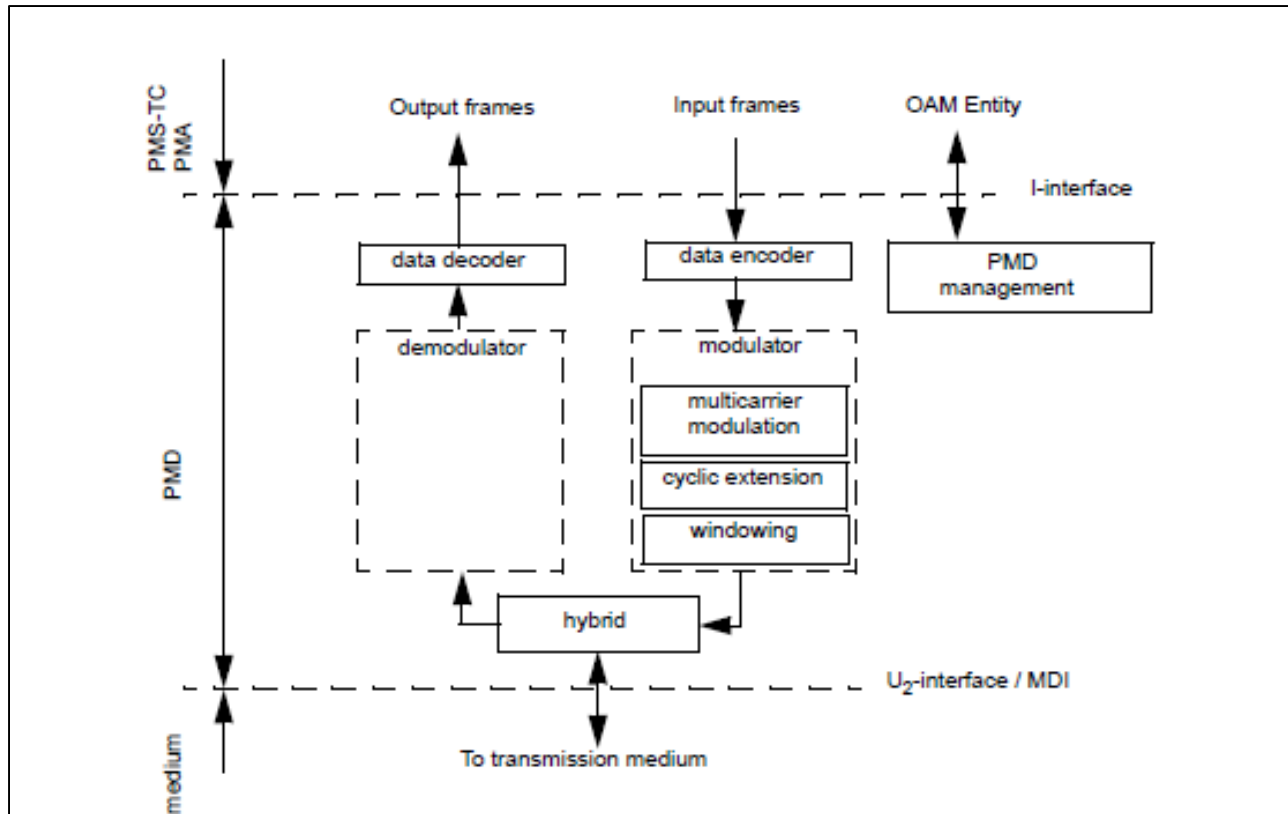 PMS-TC
PMA
Output frames
Input frames
OAM Entity
I-interface
data decoder
data encoder
PMD
management
demodulator
modulator
multicarrier
modulation
cyclic extension
windowing
PMD
hybrid
U2-interface / MDI
To transmission medium
medium